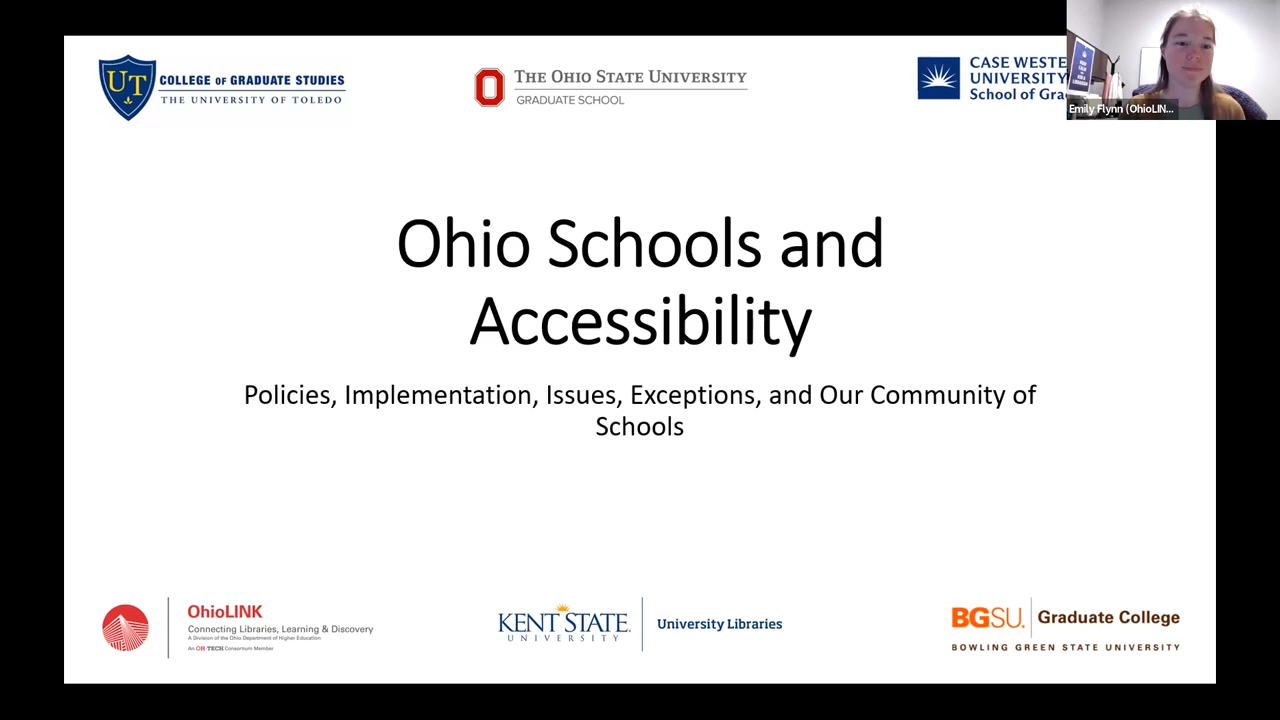 UT
COLLEGE OF GRADUATE STUDIES
THE UNIVERSITY OF TOLEDO
THE OHIO STATE UNIVERSITY
GRADUATE SCHOOL
CASE WESTE
UNIVERSITY
School of Gra
Emily Flynn (OhioLIN...
Ohio Schools and
Accessibility
Policies, Implementation, Issues, Exceptions, and Our Community of
Schools
OhioLINK
Connecting Libraries, Learning & Discovery
A Division of the Ohio Department of Higher Education
An OH·TECH Consortium Member
KENT STATE
UNIVERSITY
University Libraries
BGSU. Graduate College
BOWLING GREEN STATE UNIVERSITY